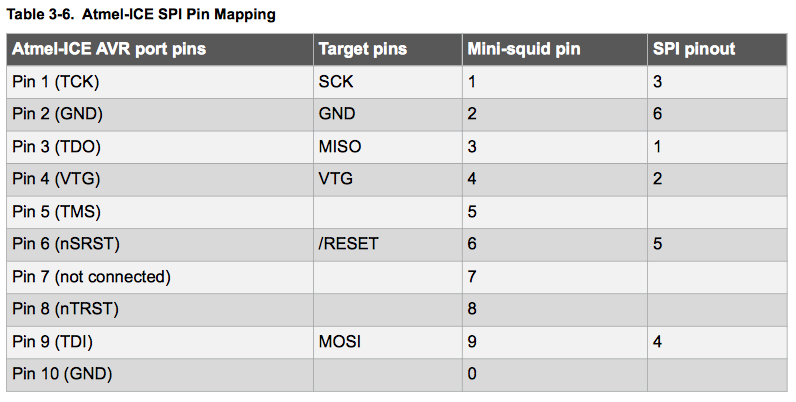 Table 3-6. Atmel-ICE SPI Pin Mapping
Atmel-ICE AVR port pins Target pins Mini-squid pin SPI pinout
Pin 1 (TCK) SCK 1 3
Pin 2 (GND) GND 2 6
Pin 3 (TDO) MISO 3 1
Pin 4 (VTG) VTG 4 2
Pin 5 (TMS) 5
Pin 6 (nSRST) /RESET 6 5
Pin 7 (not connected) 7
Pin 8 (nTRST) 8
Pin 9 (TDI) MOSI 9 4
Pin 10 (GND) 0